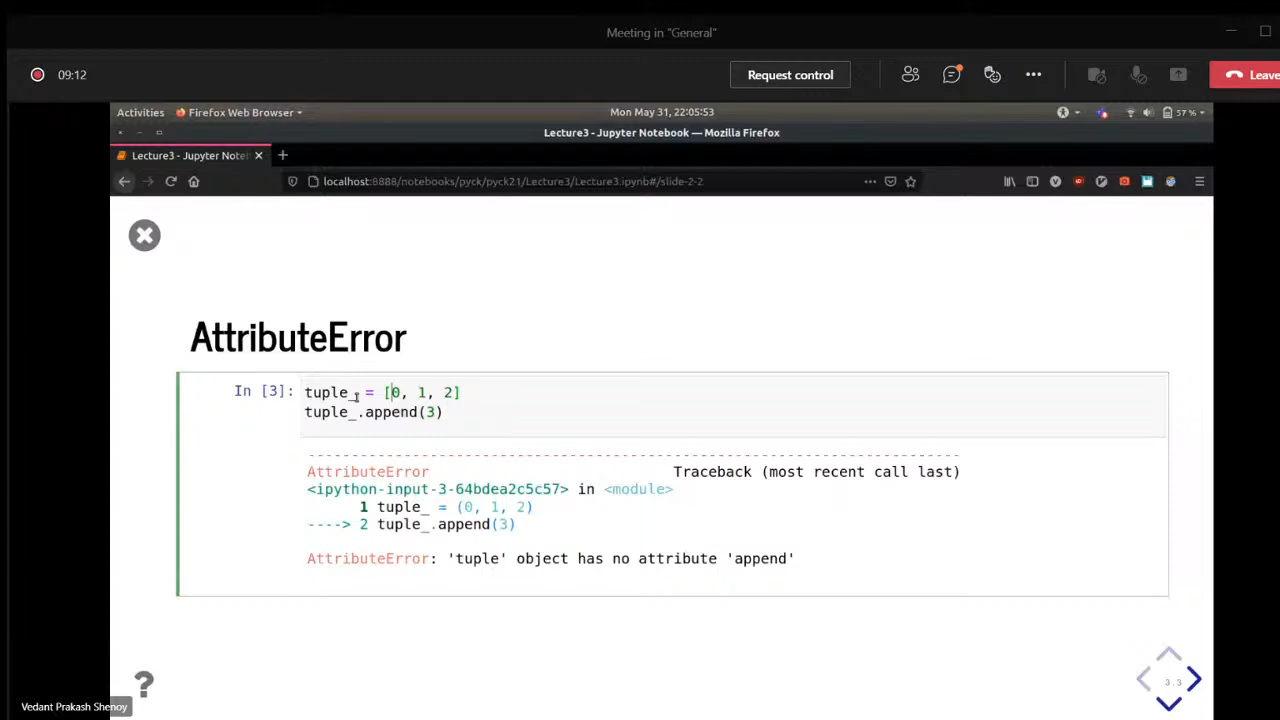 Meeting in "General"
09:12
Request control
Leave
Activities
Firefox Web Browser
Mon May 31, 22:05:53
57 %
Lecture3 - Jupyter Notebook — Mozilla Firefox
Lecture3 - Jupyter Note
localhost:8888/notebooks/pyck/pyck21/Lecture3/Lecture3.ipynb#/slide-2-2
AttributeError
In [3]: tuple_ = [0, 1, 2]
tuple_.append(3)
---------------------------------------------------------------------------
AttributeError Traceback (most recent call last)
<ipython-input-3-64bdea2c5c57> in <module>
1 tuple_ = (0, 1, 2)
----> 2 tuple_.append(3)
AttributeError: 'tuple' object has no attribute 'append'
3.3
?
Vedant Prakash Shenoy